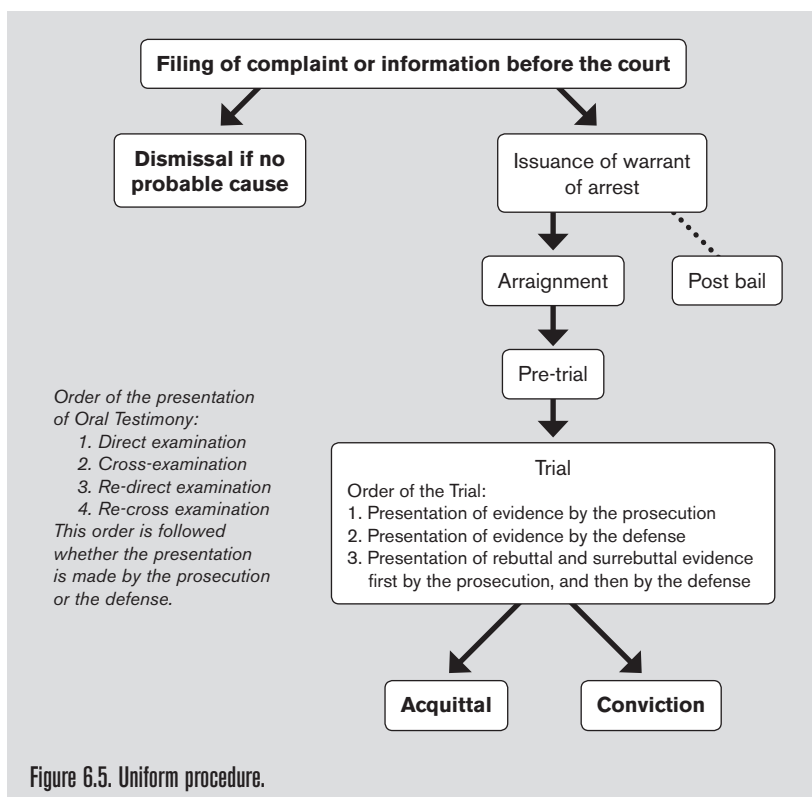 Filing of complaint or information before the court
Dismissal if no
probable cause
Issuance of warrant
of arrest
Arraignment
Post bail
Pre-trial
Order of the presentation
of Oral Testimony:
1. Direct examination
2. Cross-examination
3. Re-direct examination
4. Re-cross examination
This order is followed
whether the presentation
is made by the prosecution
or the defense.
Trial
Order of the Trial:
1. Presentation of evidence by the prosecution
2. Presentation of evidence by the defense
3. Presentation of rebuttal and surrebuttal evidence
first by the prosecution, and then by the defense
Acquittal
Conviction
Figure 6.5. Uniform procedure.